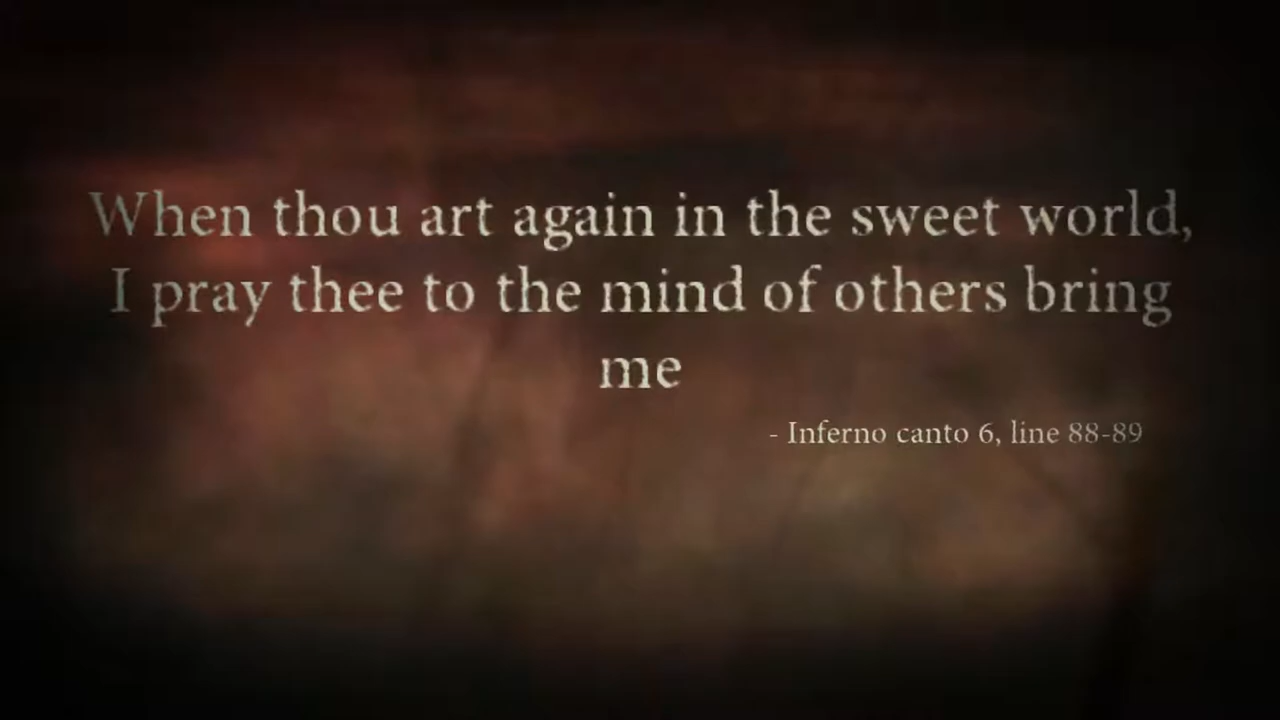 When thou art again in the sweet world,
I pray thee to the mind of others bring
me
- Inferno canto 6, line 88-89